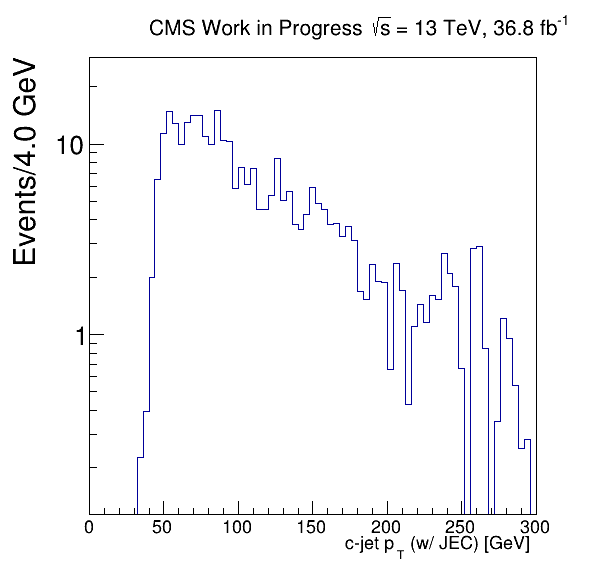 CMS Work in Progress √s = 13 TeV, 36.8 fb⁻¹
Events/4.0 GeV
10
1
0 50 100 150 200 250 300
c-jet p_T (w/ JEC) [GeV]